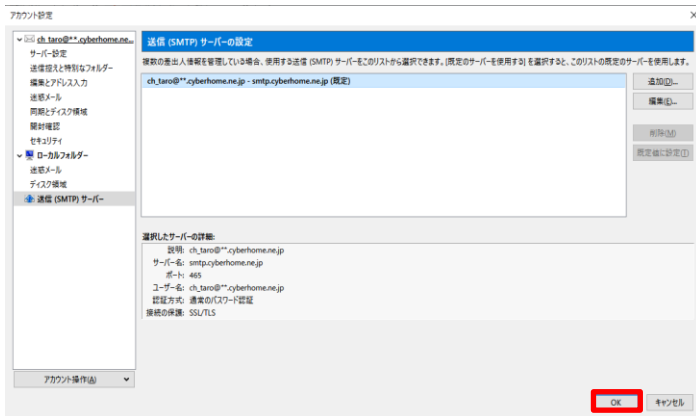 アカウント設定
ch_taro@**.cyberhome.ne...
サーバー設定
送信控えと特別なフォルダー
編集とアドレス入力
迷惑メール
同期とディスク領域
開封確認
セキュリティ
ローカルフォルダー
迷惑メール
ディスク領域
送信 (SMTP) サーバー
アカウント操作(A)
送信 (SMTP) サーバーの設定
複数の差出人情報を管理している場合、使用する送信 (SMTP) サーバーをこのリストから選択できます。[既定のサーバーを使用する] を選択すると、このリストの既定のサーバーを使用します。
ch_taro@**.cyberhome.ne.jp - smtp.cyberhome.ne.jp (既定)
追加(D)...
編集(E)...
削除(M)
既定値に設定(T)
選択したサーバーの詳細:
説明: ch_taro@**.cyberhome.ne.jp
サーバー名: smtp.cyberhome.ne.jp
ポート: 465
ユーザー名: ch_taro@**.cyberhome.ne.jp
認証方式: 通常のパスワード認証
接続の保護: SSL/TLS
OK
キャンセル